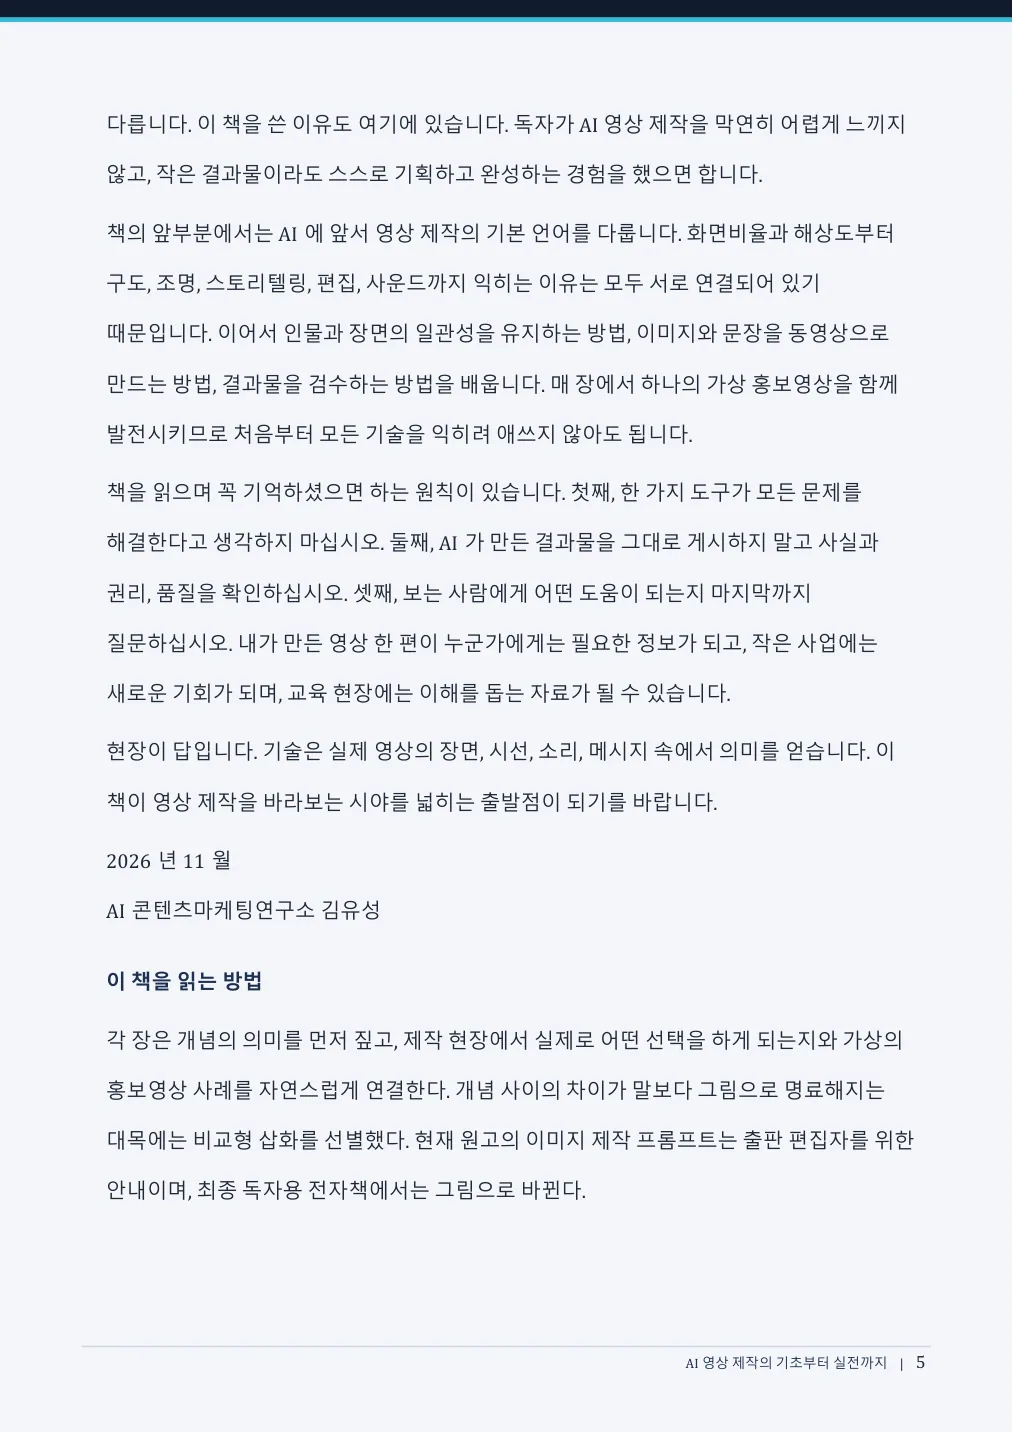 다릅니다. 이 책을 쓴 이유도 여기에 있습니다. 독자가 AI 영상 제작을 막연히 어렵게 느끼지
않고, 작은 결과물이라도 스스로 기획하고 완성하는 경험을 했으면 합니다.
책의 앞부분에서는 AI 에 앞서 영상 제작의 기본 언어를 다룹니다. 화면비율과 해상도부터
구도, 조명, 스토리텔링, 편집, 사운드까지 익히는 이유는 모두 서로 연결되어 있기
때문입니다. 이어서 인물과 장면의 일관성을 유지하는 방법, 이미지와 문장을 동영상으로
만드는 방법, 결과물을 검수하는 방법을 배웁니다. 매 장에서 하나의 가상 홍보영상을 함께
발전시키므로 처음부터 모든 기술을 익히려 애쓰지 않아도 됩니다.
책을 읽으며 꼭 기억하셨으면 하는 원칙이 있습니다. 첫째, 한 가지 도구가 모든 문제를
해결한다고 생각하지 마십시오. 둘째, AI 가 만든 결과물을 그대로 게시하지 말고 사실과
권리, 품질을 확인하십시오. 셋째, 보는 사람에게 어떤 도움이 되는지 마지막까지
질문하십시오. 내가 만든 영상 한 편이 누군가에게는 필요한 정보가 되고, 작은 사업에는
새로운 기회가 되며, 교육 현장에는 이해를 돕는 자료가 될 수 있습니다.
현장이 답입니다. 기술은 실제 영상의 장면, 시선, 소리, 메시지 속에서 의미를 얻습니다. 이
책이 영상 제작을 바라보는 시야를 넓히는 출발점이 되기를 바랍니다.
2026 년 11 월
AI 콘텐츠마케팅연구소 김유성
이 책을 읽는 방법
각 장은 개념의 의미를 먼저 짚고, 제작 현장에서 실제로 어떤 선택을 하게 되는지와 가상의
홍보영상 사례를 자연스럽게 연결한다. 개념 사이의 차이가 말보다 그림으로 명료해지는
대목에는 비교형 삽화를 선별했다. 현재 원고의 이미지 제작 프롬프트는 출판 편집자를 위한
안내이며, 최종 독자용 전자책에서는 그림으로 바뀐다.
AI 영상 제작의 기초부터 실전까지 | 5